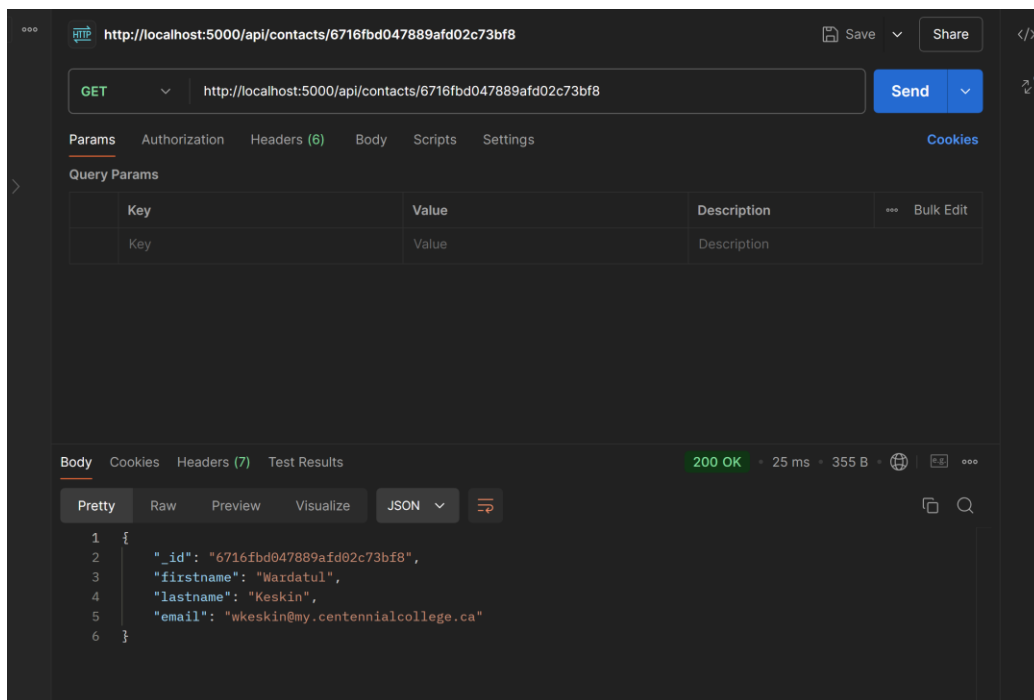 HTTP http://localhost:5000/api/contacts/6716fbd047889afd02c73bf8 Save Share
GET http://localhost:5000/api/contacts/6716fbd047889afd02c73bf8 Send
Params Authorization Headers (6) Body Scripts Settings Cookies
Query Params
Key Value Description Bulk Edit
Key Value Description
Body Cookies Headers (7) Test Results 200 OK 25 ms 355 B e.g.
Pretty Raw Preview Visualize JSON
1 {
2 "_id": "6716fbd047889afd02c73bf8",
3 "firstname": "Wardatul",
4 "lastname": "Keskin",
5 "email": "wkeskin@my.centennialcollege.ca"
6 }